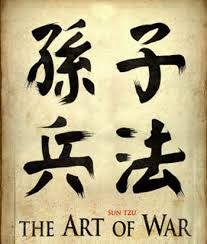 孫子
兵法
SUN TZU
THE ART OF WAR